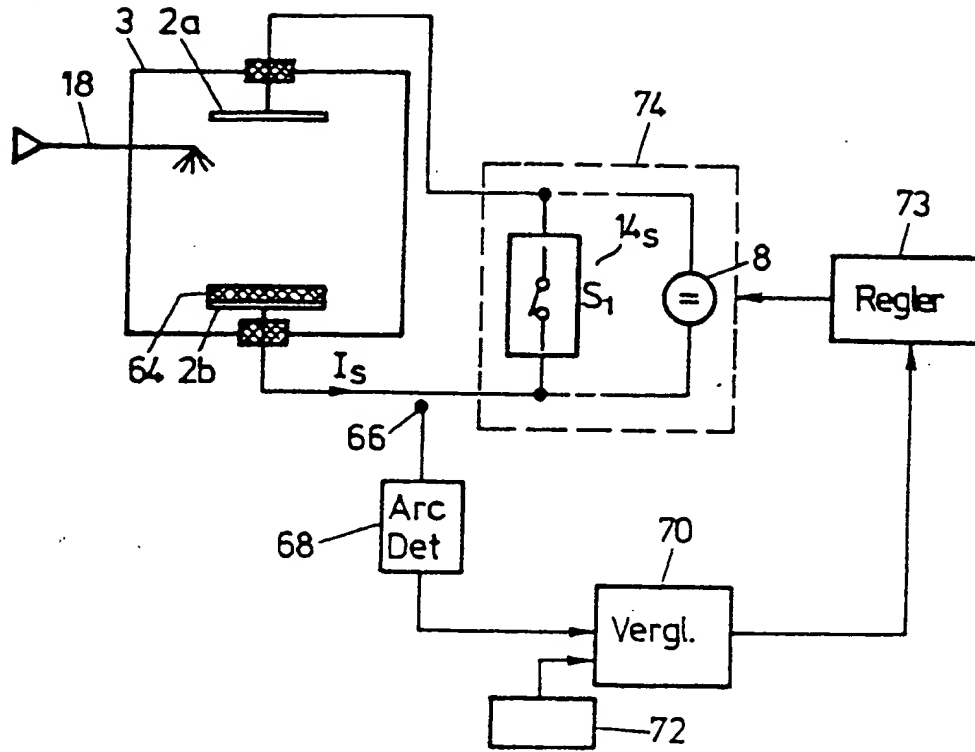 3
2a
18
74
14s
8
S1
=
73
Regler
64
2b
Is
66
68
Arc
Det
70
Vergl.
72